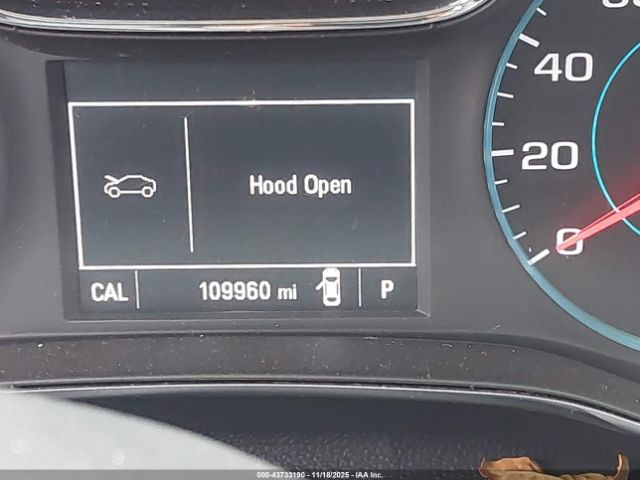 40
20
0
Hood Open
CAL 109960 mi P
000-43733190 - 11/18/2025 - IAA Inc.